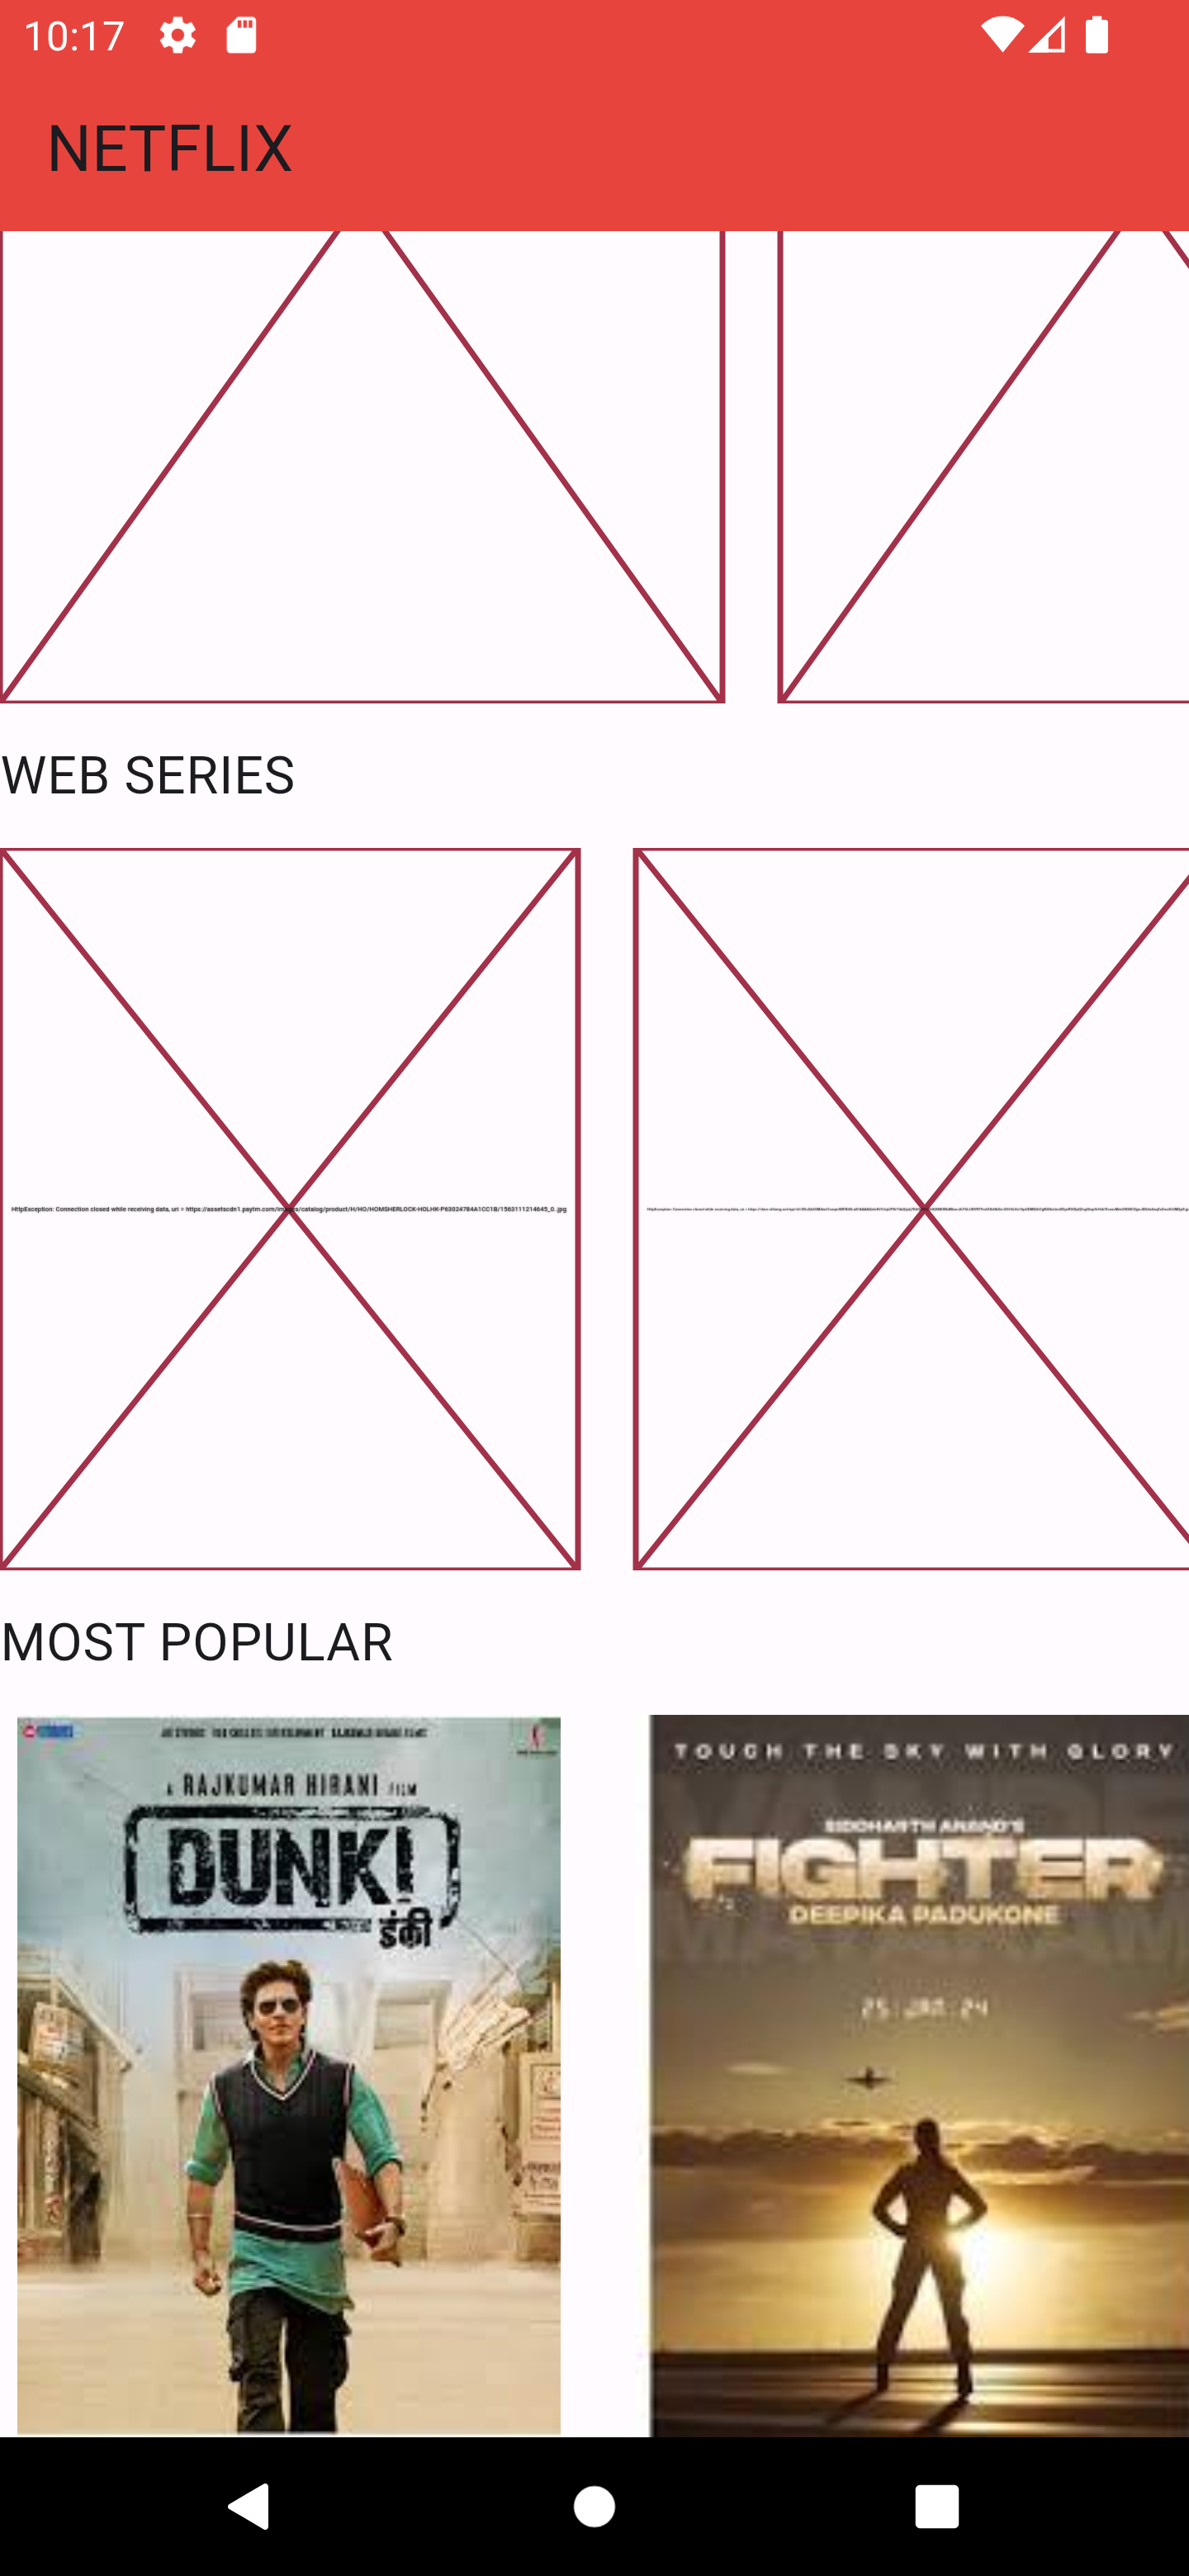 10:17
NETFLIX
WEB SERIES
HttpException: Connection closed while receiving data, uri = https://assetscdn1.paytm.com/images/catalog/product/H/HO/HOMSHERLOCK-HOLHK-P63024784A1CC1B/1563111214645_0..jpg
MOST POPULAR
A RAJKUMAR HIRANI FILM
DUNKI
डंकी
TOUCH THE SKY WITH GLORY
SIDDHARTH ANAND'S
FIGHTER
DEEPIKA PADUKONE
25 JAN 24